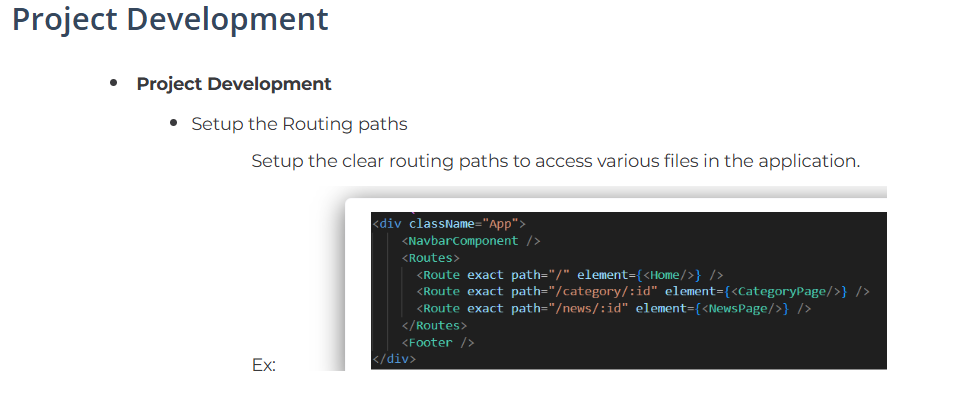 Project Development
Project Development
Setup the Routing paths
Setup the clear routing paths to access various files in the application.
<div className="App">
<NavbarComponent />
<Routes>
<Route exact path="/" element={<Home/>} />
<Route exact path="/category/:id" element={<CategoryPage/>} />
<Route exact path="/news/:id" element={<NewsPage/>} />
</Routes>
<Footer />
</div>
Ex: